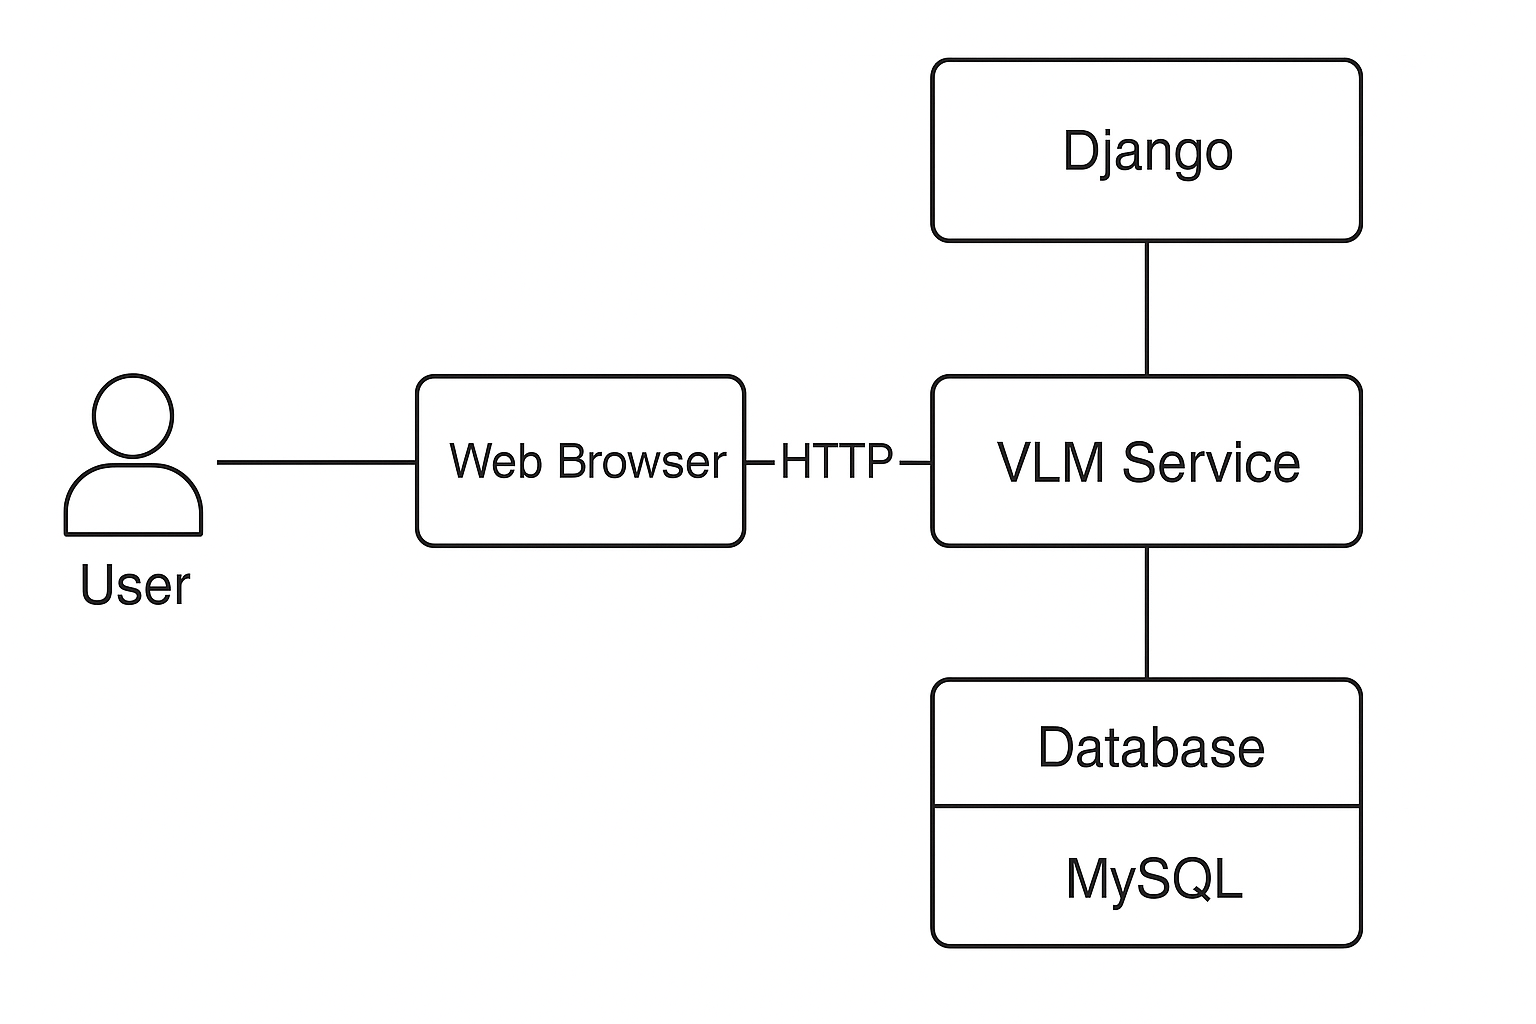 Django
User
Web Browser
HTTP
VLM Service
Database
MySQL